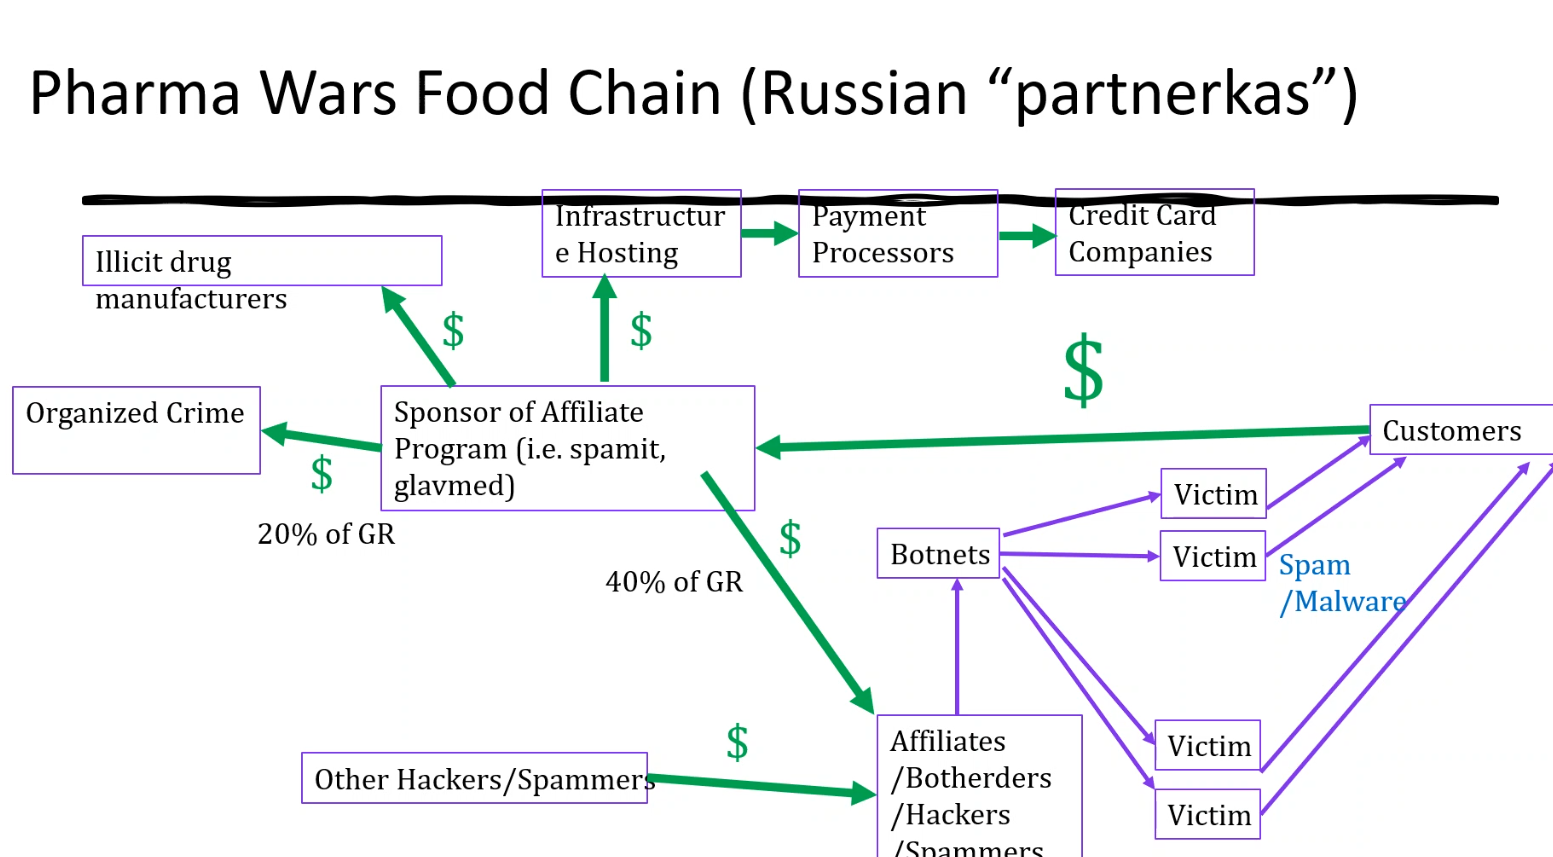 Pharma Wars Food Chain (Russian “partnerkas”)
Infrastructur
e Hosting
Payment
Processors
Credit Card
Companies
Illicit drug
manufacturers
$
$
$
Organized Crime
Sponsor of Affiliate
Program (i.e. spamit,
glavmed)
Customers
$
20% of GR
Victim
$
Botnets
Victim
40% of GR
Spam
/Malware
$
Other Hackers/Spammers
Affiliates
/Botherders
/Hackers
/Spammers
Victim
Victim